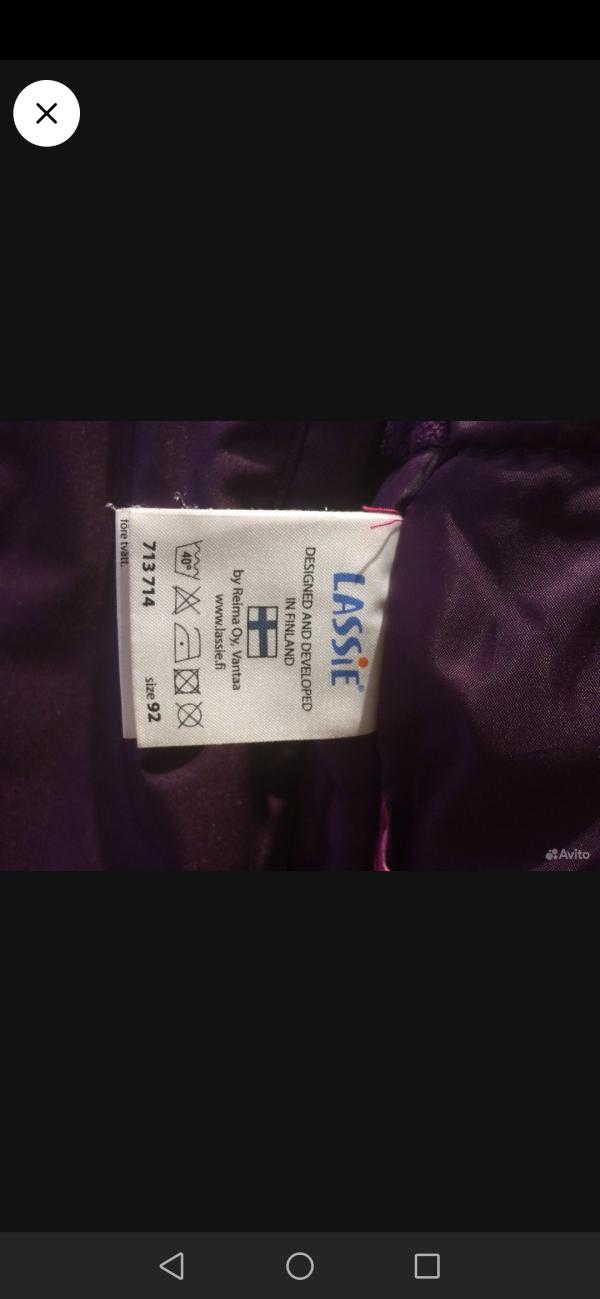 LASSiE®
DESIGNED AND DEVELOPED
IN FINLAND
by Reima Oy, Vantaa
www.lassie.fi
40°
713 714 size 92
före tvätt.
Avito